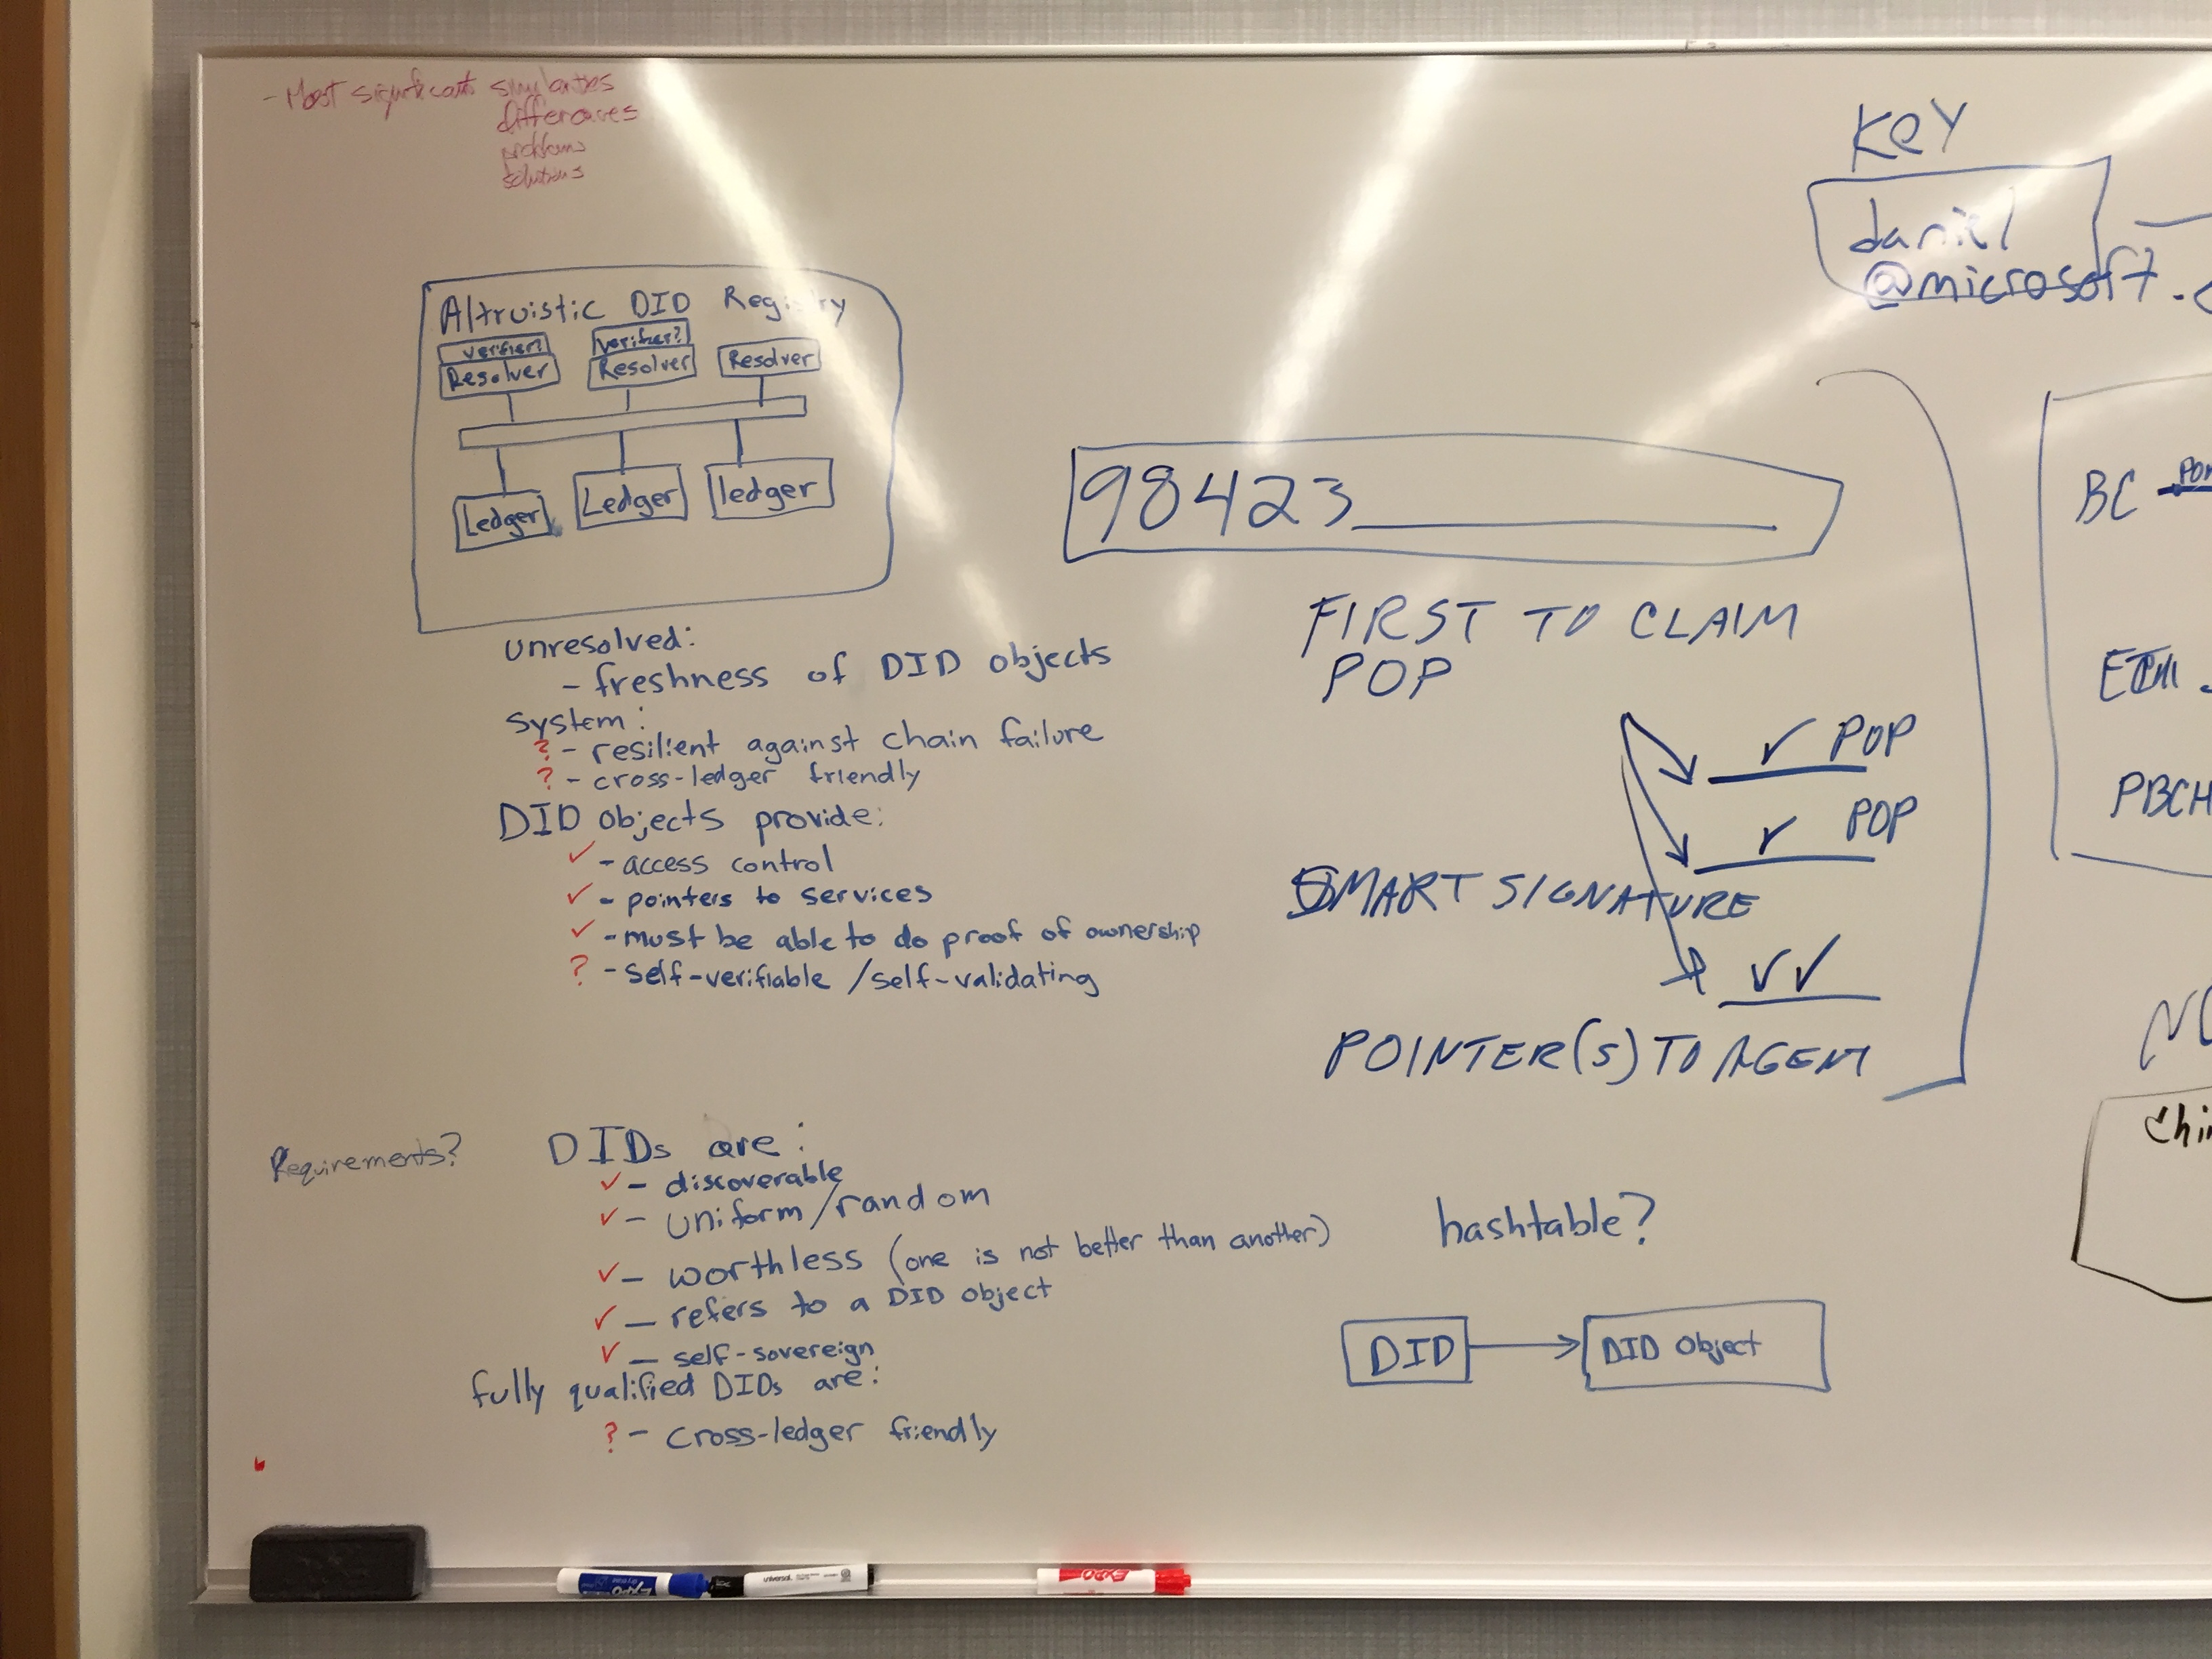 - Most significant similarities
differences
problems
solutions
Altruistic DID Registry
verifier?
verifier?
Resolver
Resolver
Resolver
Ledger
Ledger
ledger
unresolved:
- freshness of DID objects
System:
? - resilient against chain failure
? - cross-ledger friendly
DID objects provide:
✓ - access control
✓ - pointers to services
✓ - must be able to do proof of ownership
? - self-verifiable / self-validating
Requirements?
DIDs are:
✓ - discoverable
✓ - uniform/random
✓ - worthless (one is not better than another)
✓ - refers to a DID object
✓ - self-sovereign
fully qualified DIDs are:
? - cross-ledger friendly
KEY
daniel
@microsoft.
98423
FIRST TO CLAIM
POP
✓ POP
✓ POP
SMART SIGNATURE
✓✓
POINTER(S) TO AGENT
hashtable?
DID
DID Object
BC
PBCH
universal
EXPO
EXPO